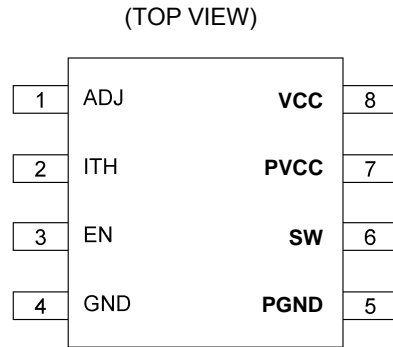 (TOP VIEW)
1 ADJ VCC 8
2 ITH PVCC 7
3 EN SW 6
4 GND PGND 5